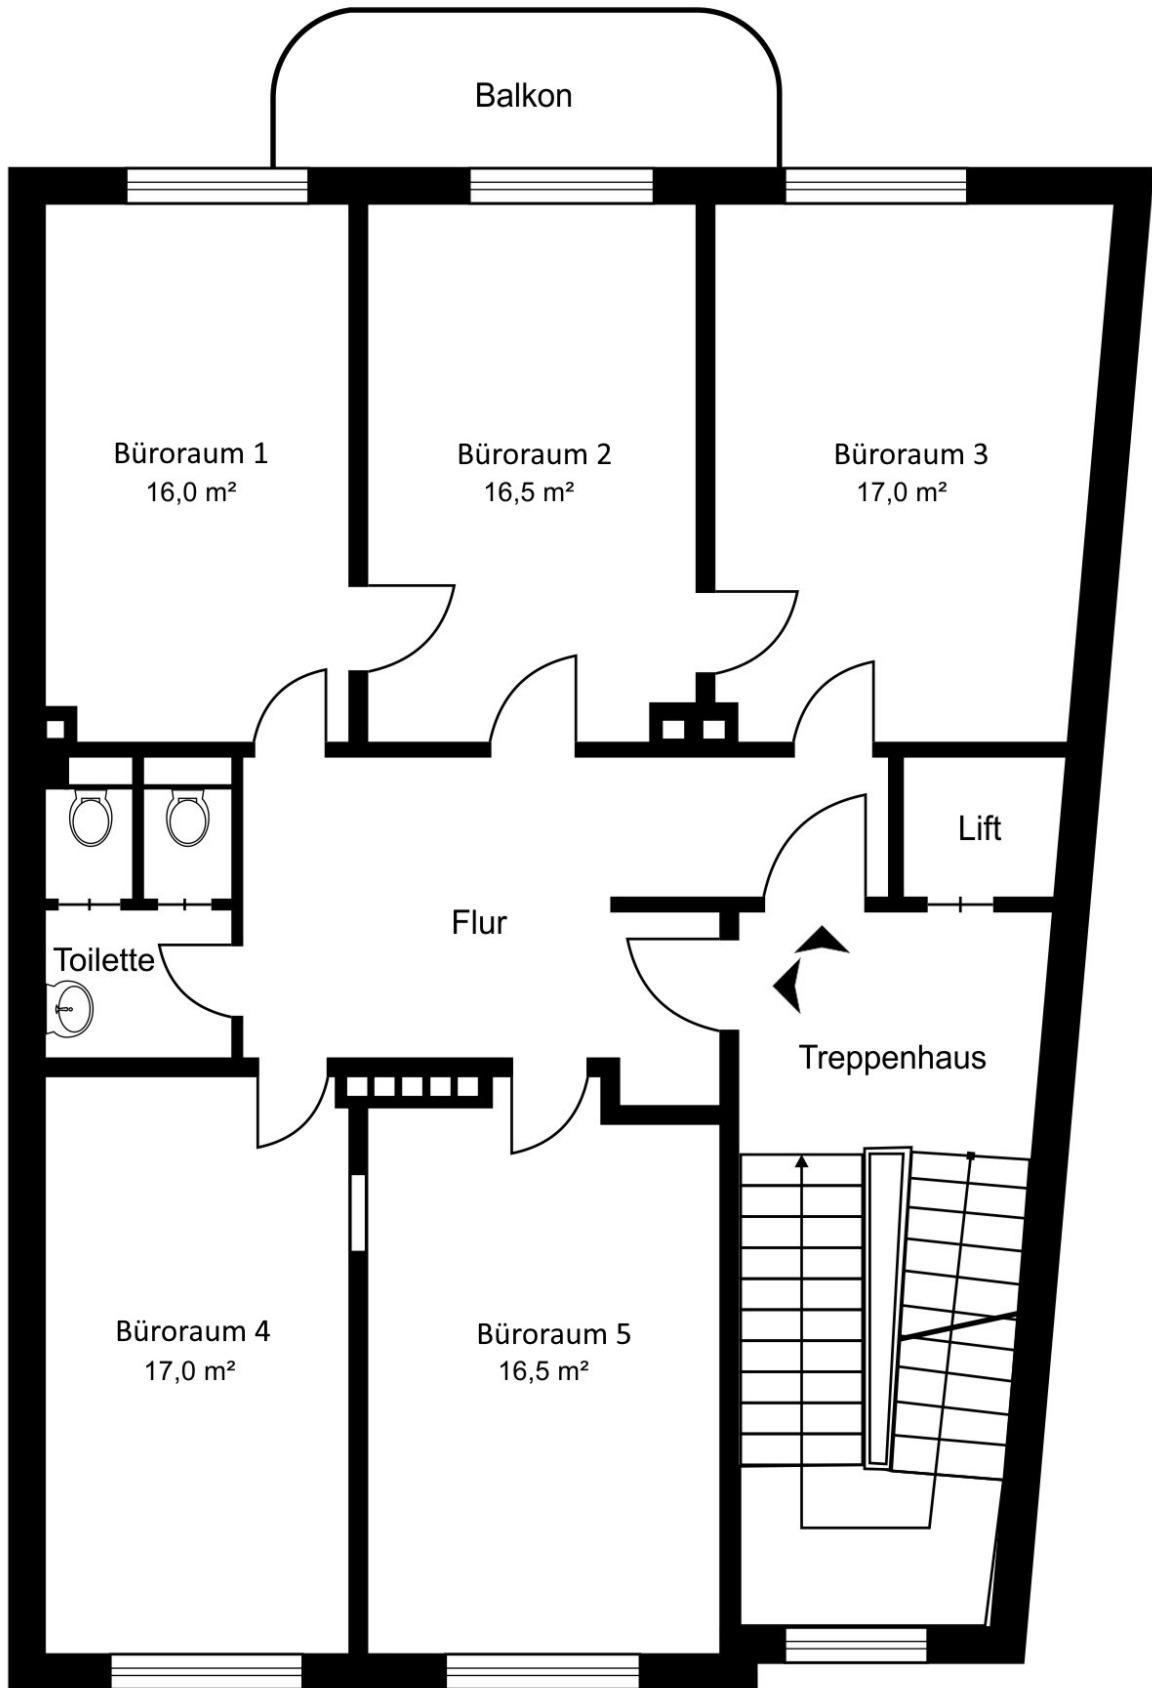 Balkon
Büroraum 1
16,0 m²
Büroraum 2
16,5 m²
Büroraum 3
17,0 m²
Lift
Flur
Toilette
Treppenhaus
Büroraum 4
17,0 m²
Büroraum 5
16,5 m²